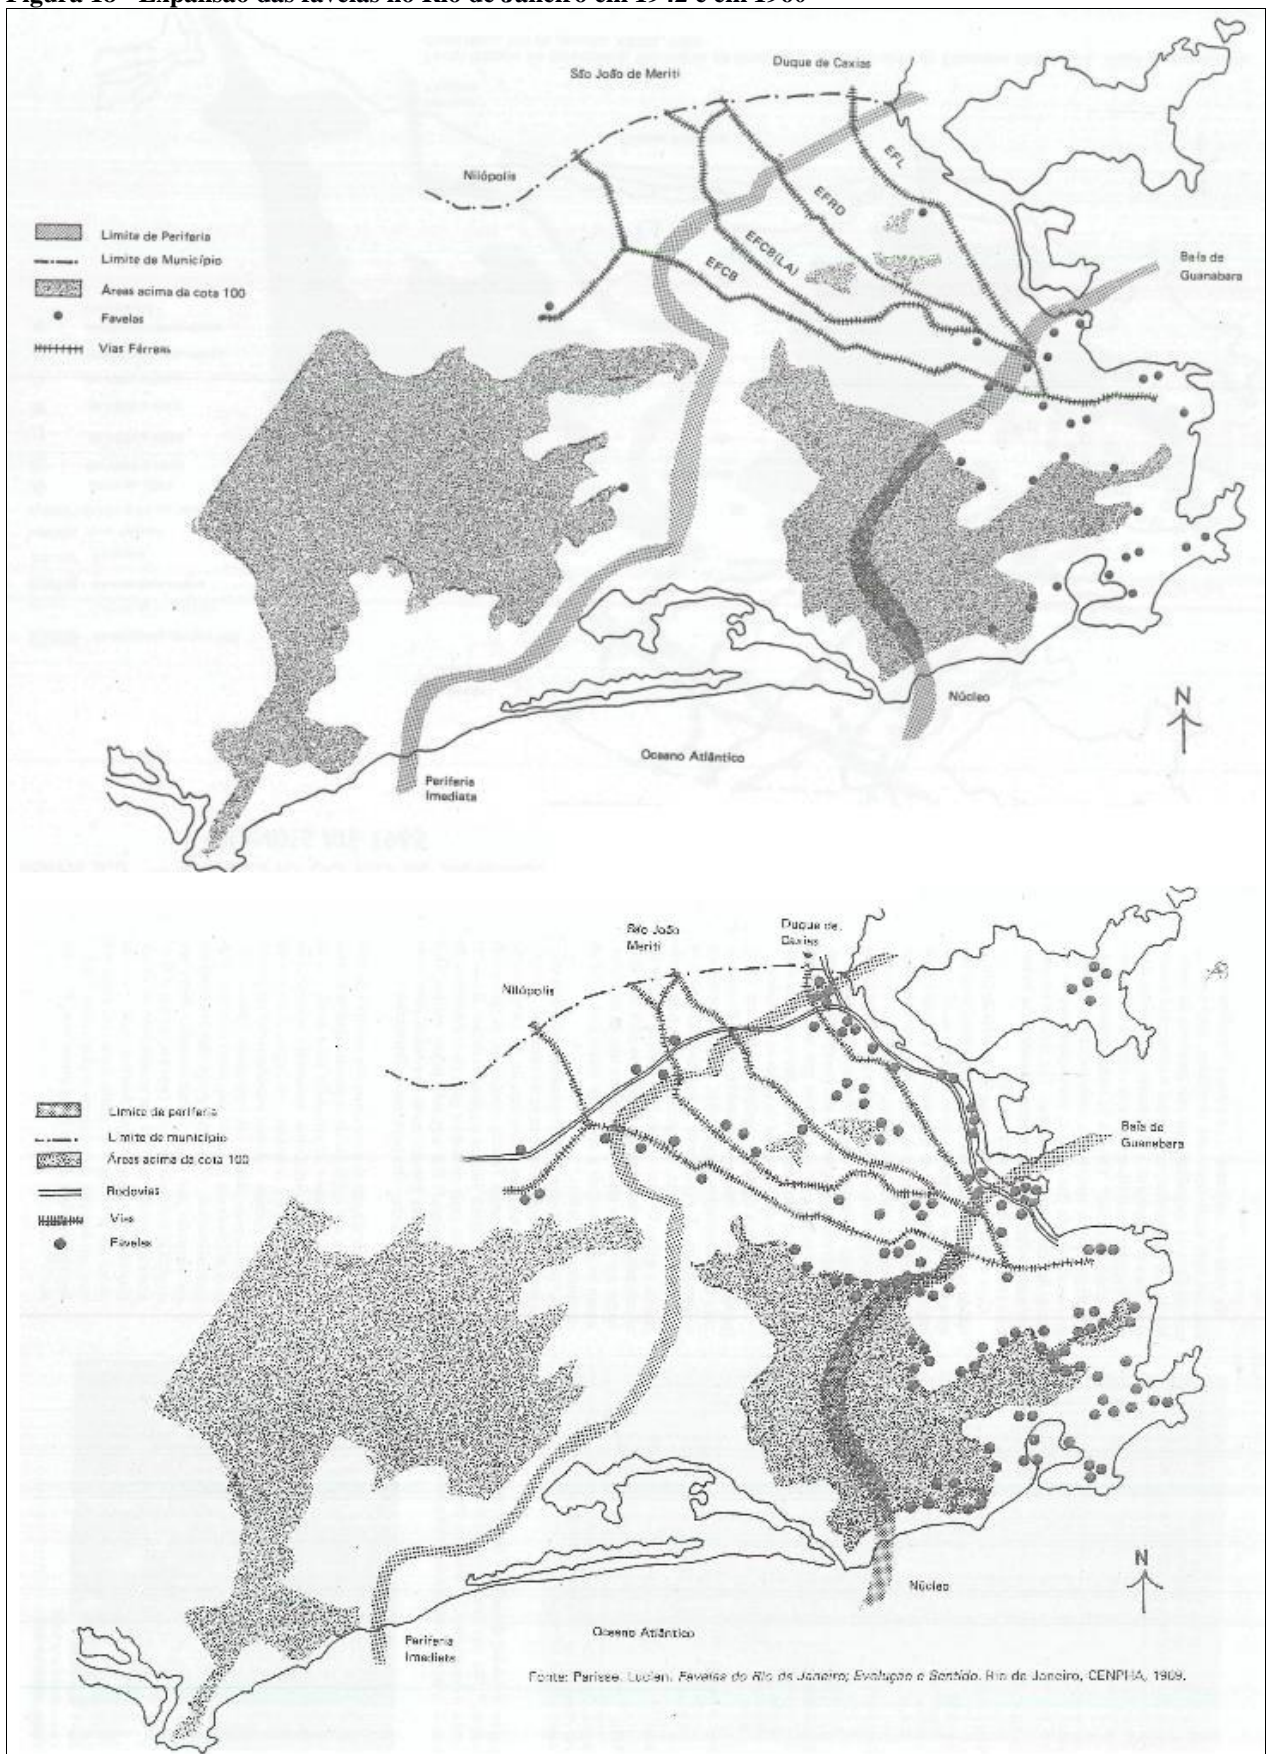 Figura 18 - Expansão das favelas no Rio de Janeiro em 1942 e em 1960
São João de Meriti
Duque de Caxias
Nilópolis
EFL
EFRD
EFCB(LA)
EFCB
Baía de
Guanabara
Limite de Periferia
Limite de Município
Áreas acima da cota 100
Favelas
Vias Férreas
Núcleo
N
Oceano Atlântico
Periferia
Imediata
Duque de
Caxias
São João
Meriti
Nilópolis
Limite de periferia
Limite de município
Áreas acima da cota 100
Rodovias
Vias
Favelas
Baía de
Guanabara
N
Núcleo
Oceano Atlântico
Periferia
Imediata
Fonte: Parisse, Lucien. Favelas do Rio de Janeiro; Evolução e Sentido. Rio de Janeiro, CENPHA, 1969.